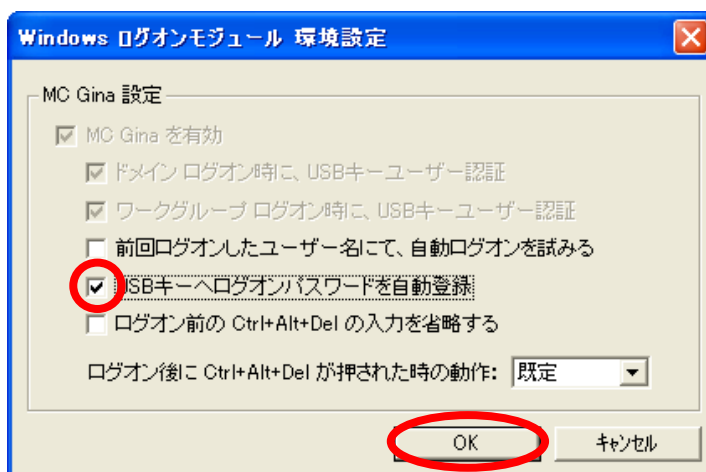 Windows ログオンモジュール 環境設定
MC Gina 設定
MC Gina を有効
ドメイン ログオン時に、USBキーユーザー認証
ワークグループ ログオン時に、USBキーユーザー認証
前回ログオンしたユーザー名にて、自動ログオンを試みる
USBキーへログオンパスワードを自動登録
ログオン前の Ctrl+Alt+Del の入力を省略する
ログオン後に Ctrl+Alt+Del が押された時の動作: 既定
OK キャンセル